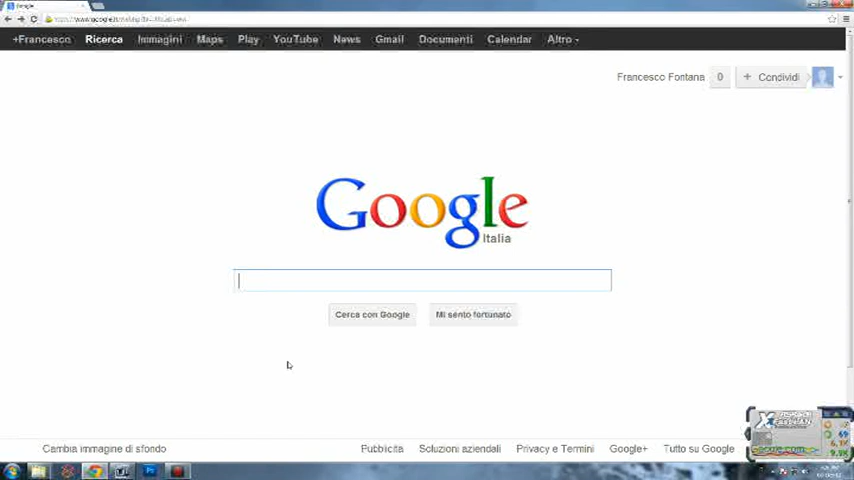 Google
+Francesco Ricerca Immagini Maps Play YouTube News Gmail Documenti Calendar Altro
Francesco Fontana 0 + Condividi
Google
Italia
Cerca con Google Mi sento fortunato
Cambia immagine di sfondo Pubblicità Soluzioni aziendali Privacy e Termini Google+ Tutto su Google